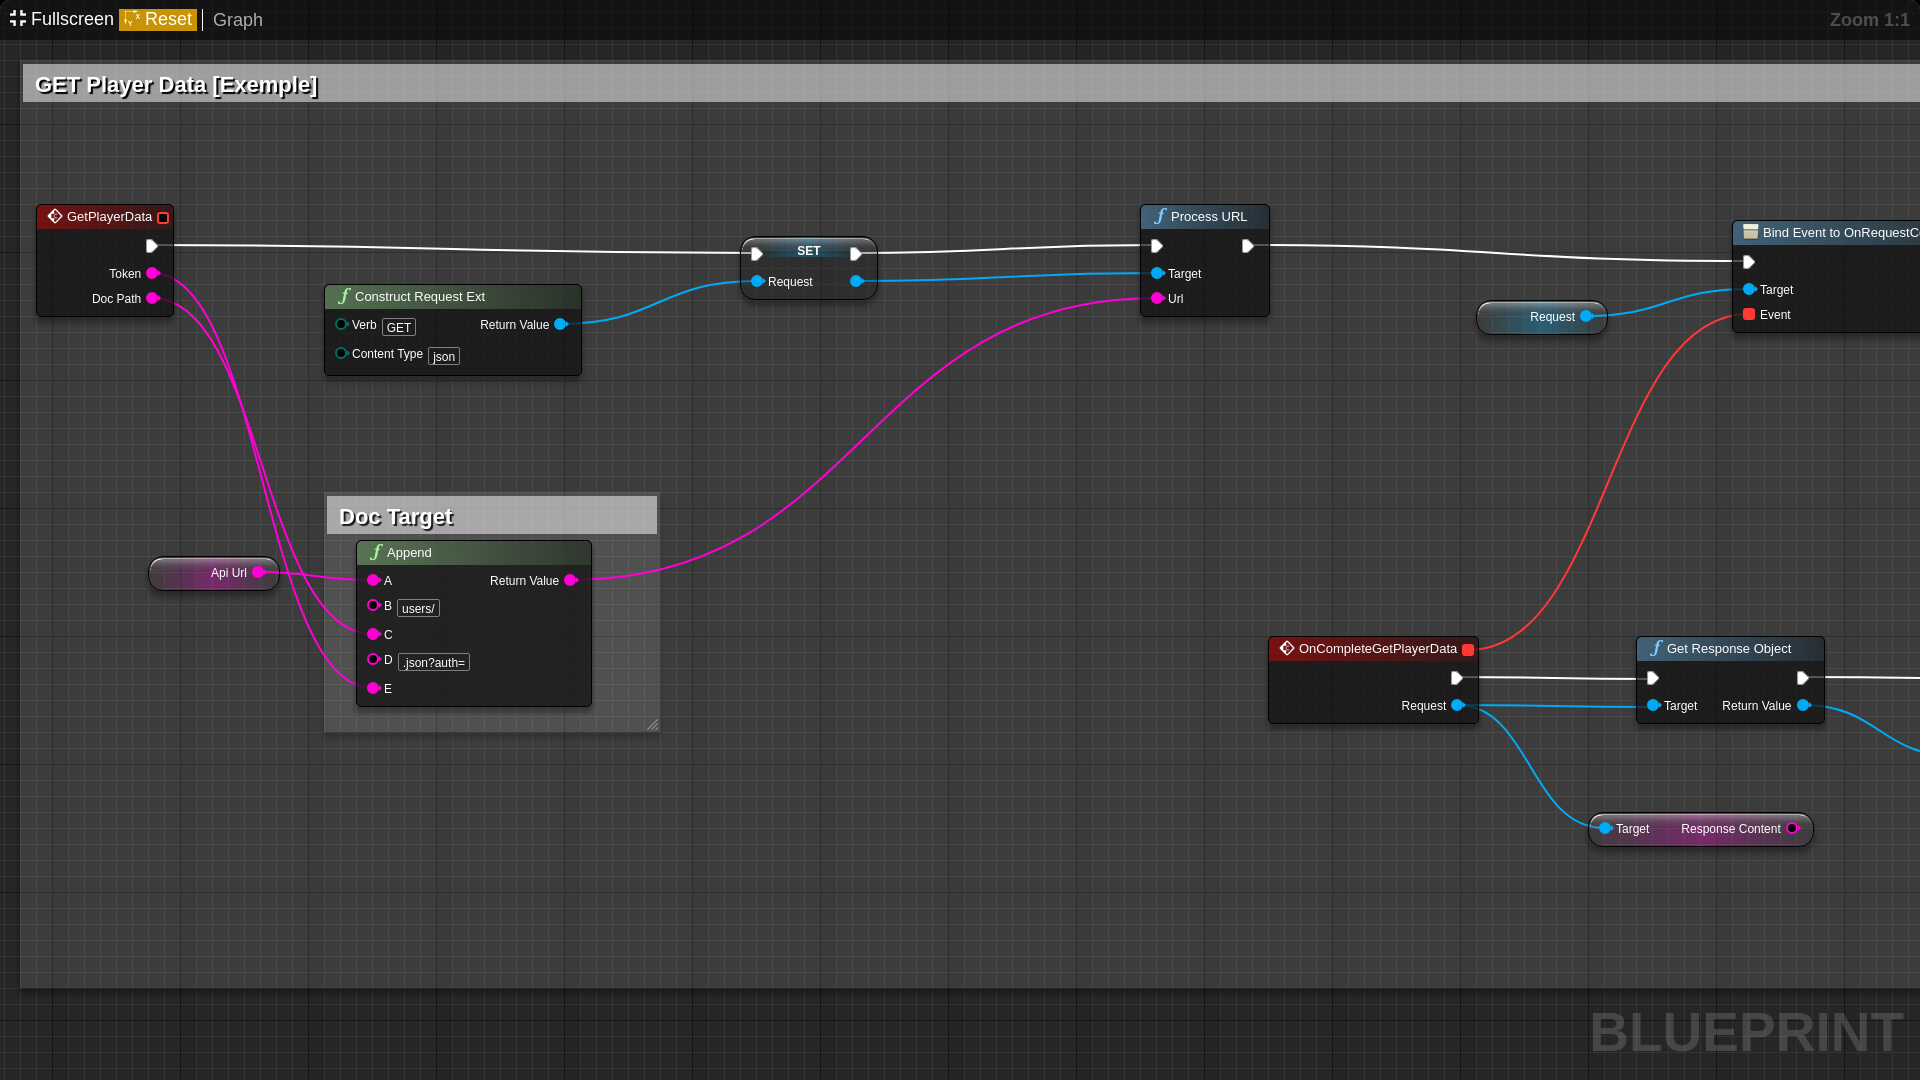 Fullscreen Reset Graph Zoom 1:1
GET Player Data [Exemple]
GetPlayerData
Token
Doc Path
Construct Request Ext
Verb GET Return Value
Content Type json
SET
Request
Process URL
Target
Url
Request
Bind Event to OnRequestC
Target
Event
Doc Target
Append
A Return Value
B users/
C
D .json?auth=
E
Api Url
OnCompleteGetPlayerData
Request
Get Response Object
Target Return Value
Target Response Content
BLUEPRINT